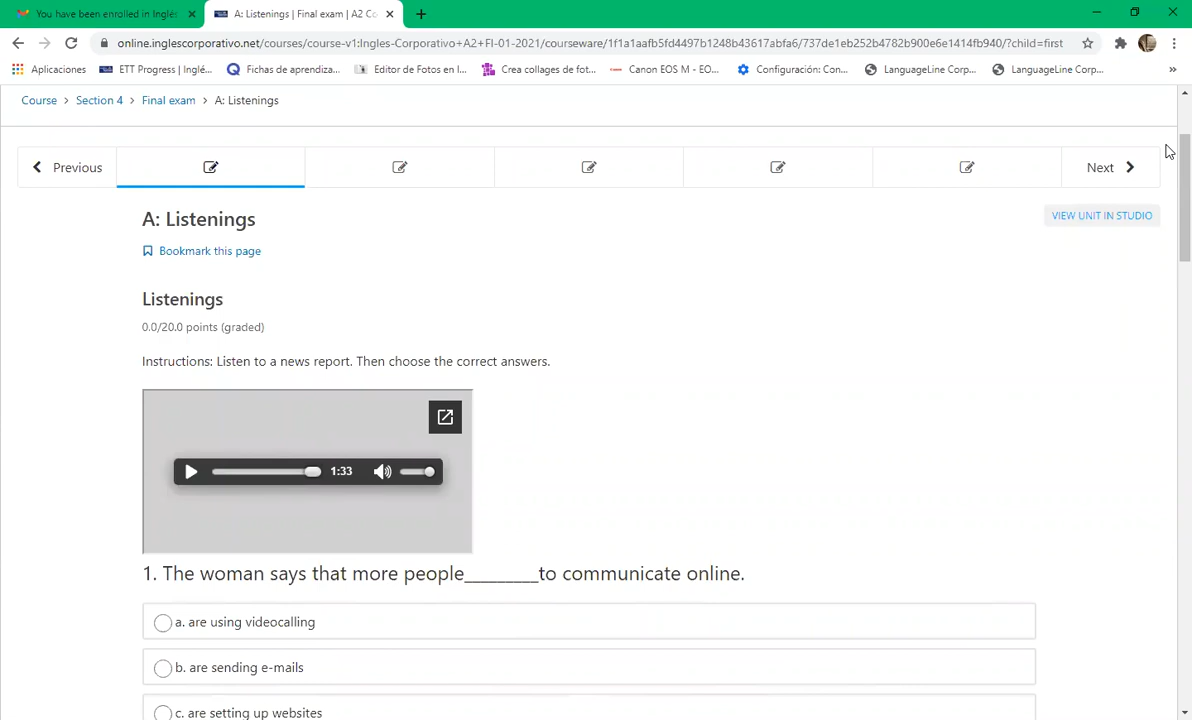 You have been enrolled in Inglés
A: Listenings | Final exam | A2 Co
online.inglescorporativo.net/courses/course-v1:Ingles-Corporativo+A2+FI-01-2021/courseware/1f1a1aafb5fd4497b1248b43617abfa6/737de1eb252b4782b900e6e1414fb940/?child=first
Aplicaciones ETT Progress | Inglé... Fichas de aprendiza... Editor de Fotos en l... Crea collages de fot... Canon EOS M - EO... Configuración: Con... LanguageLine Corp... LanguageLine Corp... »
Course > Section 4 > Final exam > A: Listenings
Previous
Next
A: Listenings
VIEW UNIT IN STUDIO
Bookmark this page
Listenings
0.0/20.0 points (graded)
Instructions: Listen to a news report. Then choose the correct answers.
1:33
1. The woman says that more people_________to communicate online.
a. are using videocalling
b. are sending e-mails
c. are setting up websites